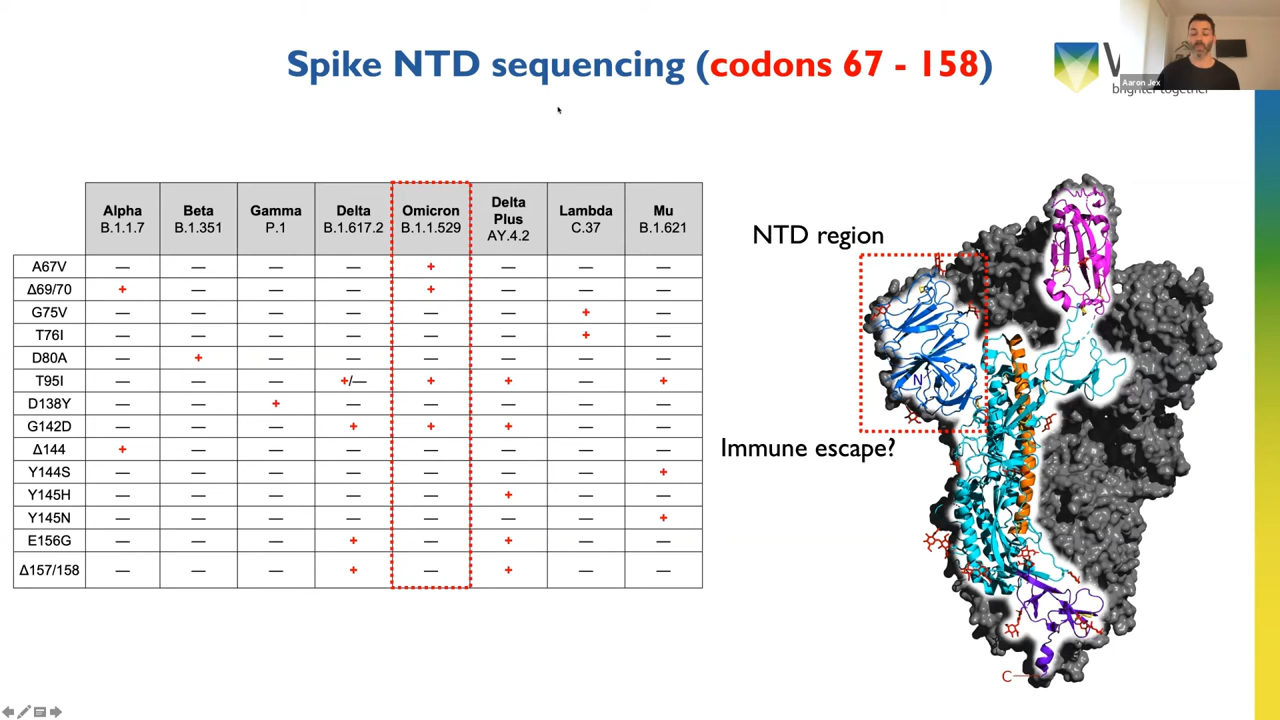 Spike NTD sequencing (codons 67 - 158)
Aaron Jex
brighter together
Alpha B.1.1.7 Beta B.1.351 Gamma P.1 Delta B.1.617.2 Omicron B.1.1.529 Delta Plus AY.4.2 Lambda C.37 Mu B.1.621
A67V — — — — + — — —
Δ69/70 + — — — + — — —
G75V — — — — — — + —
T76I — — — — — — + —
D80A — + — — — — — —
T95I — — — +/— + + — +
D138Y — — + — — — — —
G142D — — — + + + — —
Δ144 + — — — — — — —
Y144S — — — — — — — +
Y145H — — — — — + — —
Y145N — — — — — — — +
E156G — — — + — + — —
Δ157/158 — — — + — + — —
NTD region
N
Immune escape?
C